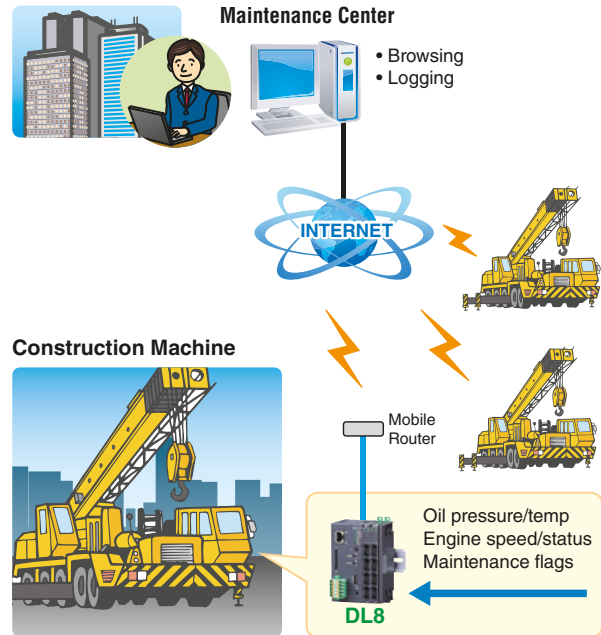 Maintenance Center
• Browsing
• Logging
INTERNET
Construction Machine
Mobile
Router
Oil pressure/temp
Engine speed/status
Maintenance flags
DL8